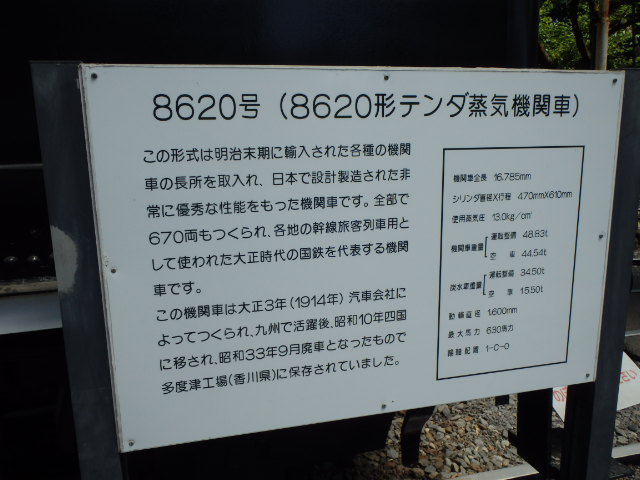 8620号（8620形テンダ蒸気機関車）
この形式は明治末期に輸入された各種の機関
車の長所を取入れ、日本で設計製造された非
常に優秀な性能をもった機関車です。全部で
670両もつくられ、各地の幹線旅客列車用と
して使われた大正時代の国鉄を代表する機関
車です。
この機関車は大正3年（1914年）汽車会社に
よってつくられ、九州で活躍後、昭和10年四国
に移され、昭和33年9月廃車となったもので
多度津工場（香川県）に保存されていました。
機関車全長 16.785mm
シリンダ直径×行程 470mm×610mm
使用蒸気圧 13.0kg/cm²
機関車重量 運転整備 48.83t
空車 44.54t
炭水車重量 運転整備 34.50t
空車 15.50t
動輪直径 1.600mm
最大馬力 630馬力
輪軸配置 1-C-0